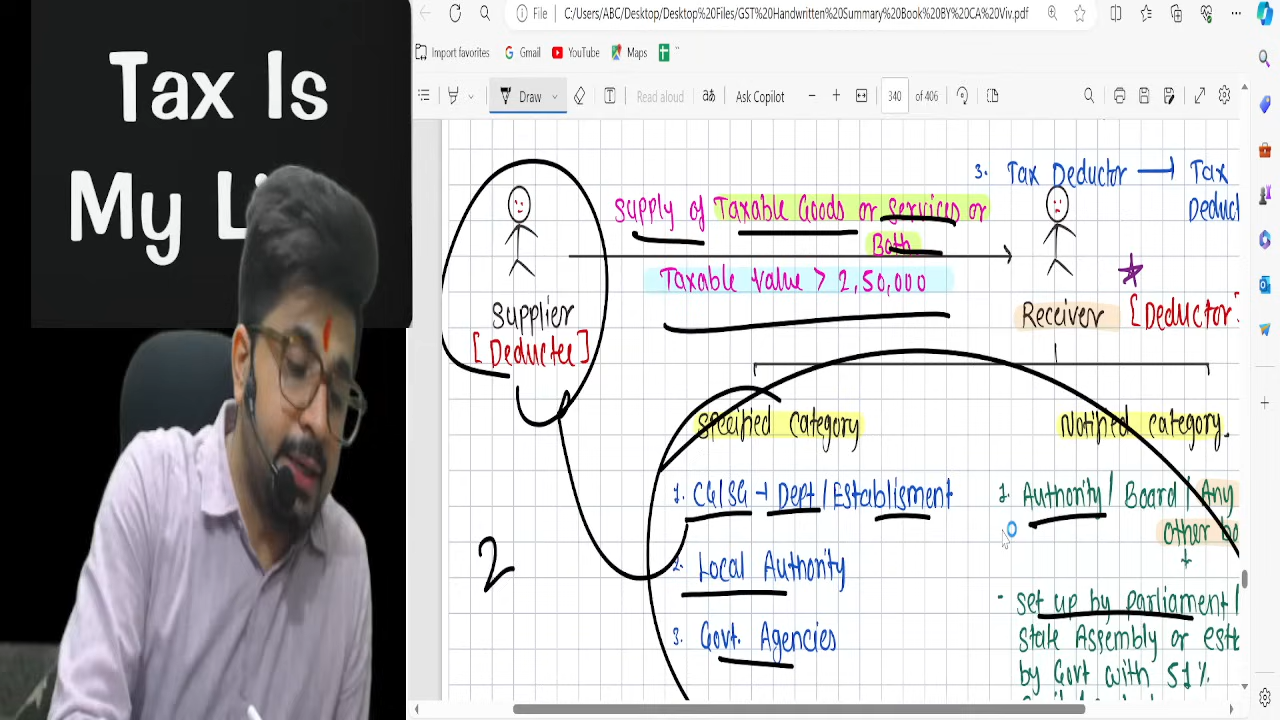 Tax Is
My Li
File
C:/Users/ABC/Desktop/Desktop%20Files/GST%20Handwritten%20Summary%20Book%20BY%20CA%20Viv.pdf
Import favorites
Gmail
YouTube
Maps
Draw
Read aloud
aあ
Ask Copilot
340
of 406
3. Tax Deductor → Tax
Deduct
Supply of Taxable Goods or Services or
Both
Taxable Value > 2,50,000
Supplier
[Deductee]
Receiver [Deductor]
Specified Category
Notified Category.
1. CG/SG → Dept/Establisment
2. Local Authority
3. Govt. Agencies
1. Authority/ Board/ Any
other bo
+
- set up by parliament/
State Assembly or est
by Govt with 51%
2